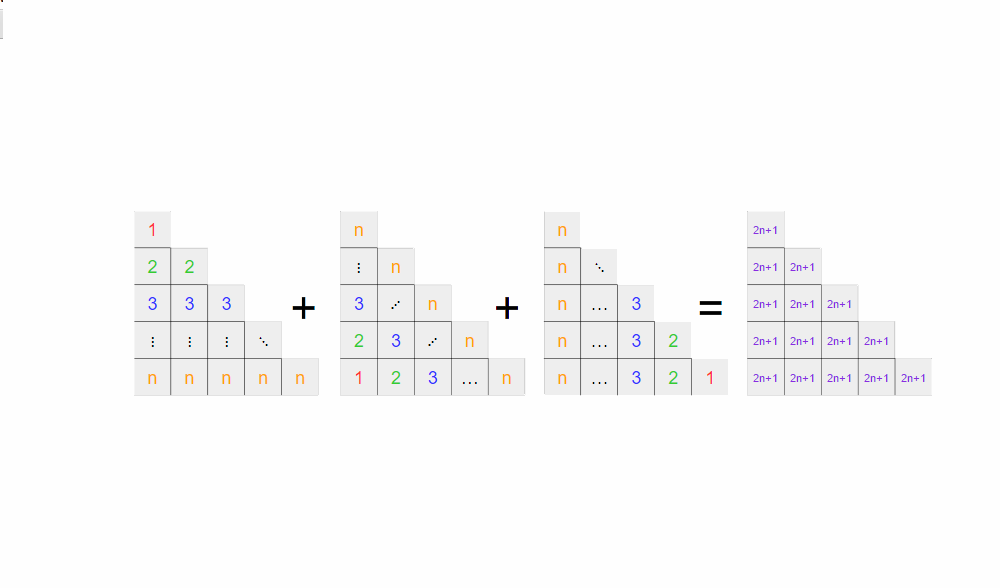 1 n n 2n+1
2 2 ⋮ n n ⋱ 2n+1 2n+1
3 3 3 + 3 ⋰ n + n … 3 = 2n+1 2n+1 2n+1
⋮ ⋮ ⋮ ⋱ 2 3 ⋰ n n … 3 2 2n+1 2n+1 2n+1 2n+1
n n n n n 1 2 3 … n n … 3 2 1 2n+1 2n+1 2n+1 2n+1 2n+1